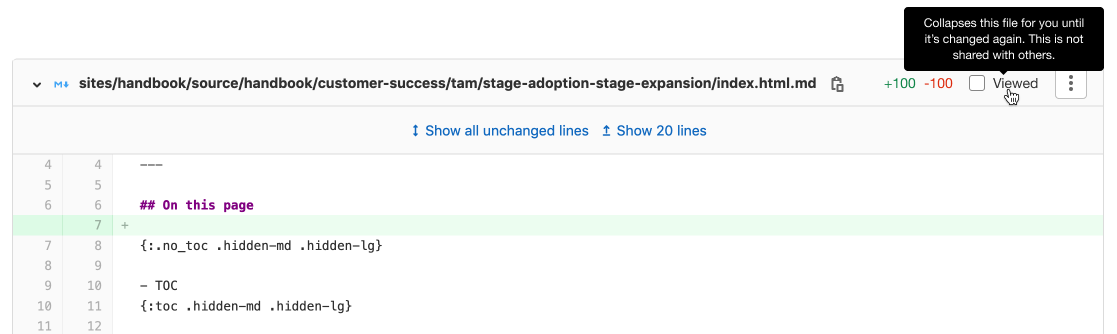 Collapses this file for you until
it's changed again. This is not
shared with others.
M↓ sites/handbook/source/handbook/customer-success/tam/stage-adoption-stage-expansion/index.html.md +100 -100 Viewed
Show all unchanged lines Show 20 lines
4 4 ---
5 5
6 6 ## On this page
7 +
7 8 {:.no_toc .hidden-md .hidden-lg}
8 9
9 10 - TOC
10 11 {:toc .hidden-md .hidden-lg}
11 12